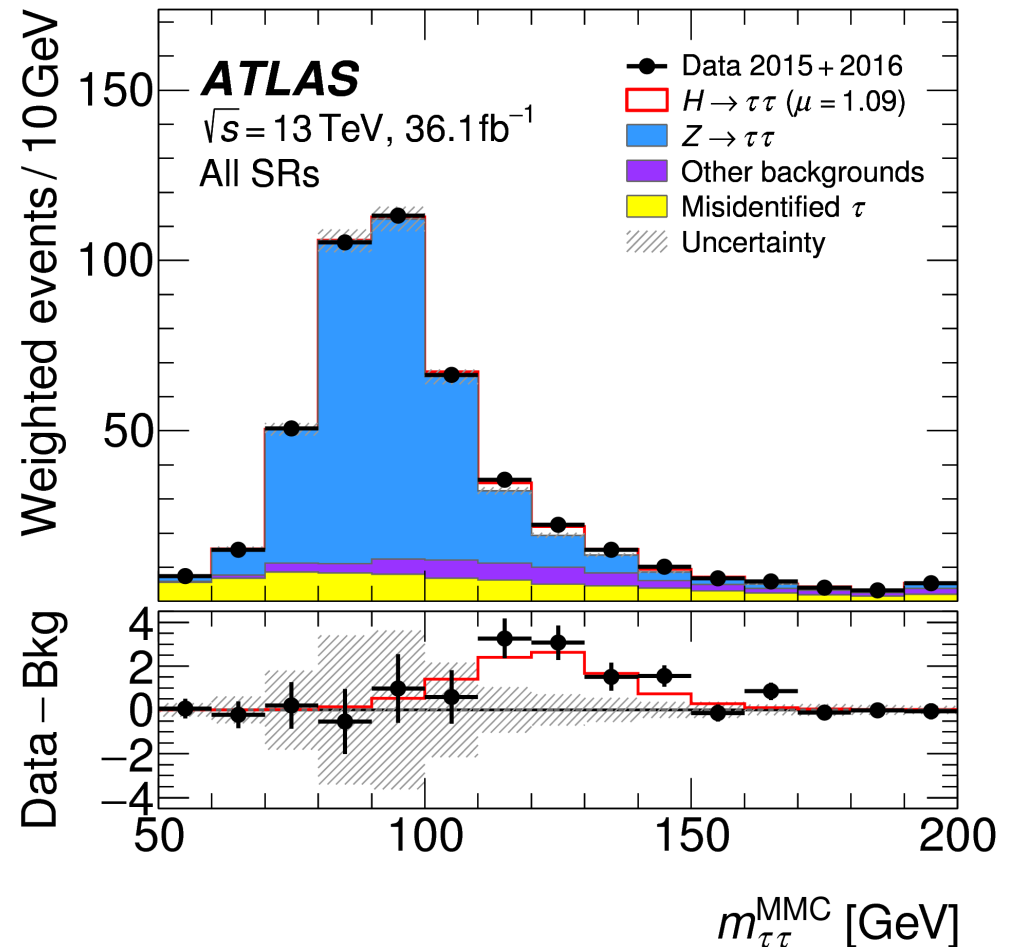 ATLAS
√s = 13 TeV, 36.1 fb⁻¹
All SRs
Data 2015 + 2016
H → ττ (μ = 1.09)
Z → ττ
Other backgrounds
Misidentified τ
Uncertainty
Weighted events / 10 GeV
150
100
50
Data − Bkg
4
2
0
−2
−4
50
100
150
200
m_ττ^MMC [GeV]